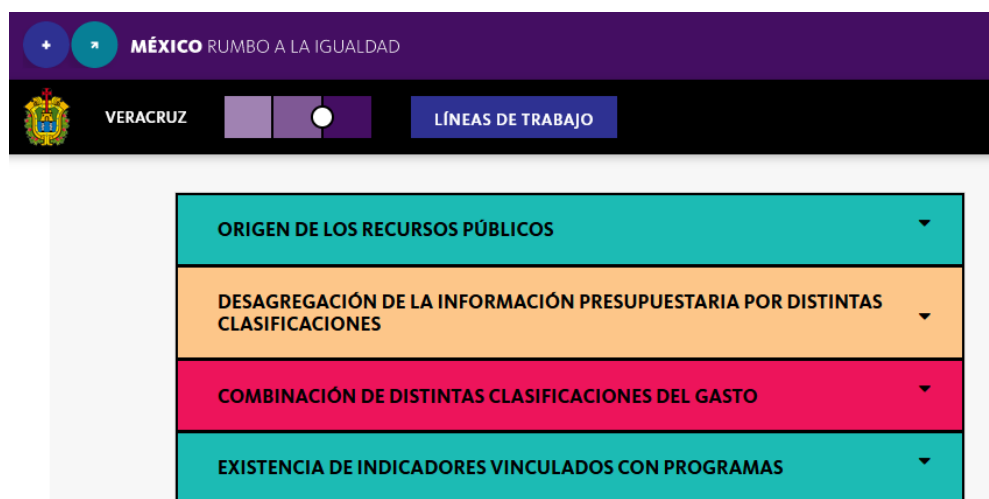 MÉXICO RUMBO A LA IGUALDAD
VERACRUZ
LÍNEAS DE TRABAJO
ORIGEN DE LOS RECURSOS PÚBLICOS
DESAGREGACIÓN DE LA INFORMACIÓN PRESUPUESTARIA POR DISTINTAS
CLASIFICACIONES
COMBINACIÓN DE DISTINTAS CLASIFICACIONES DEL GASTO
EXISTENCIA DE INDICADORES VINCULADOS CON PROGRAMAS